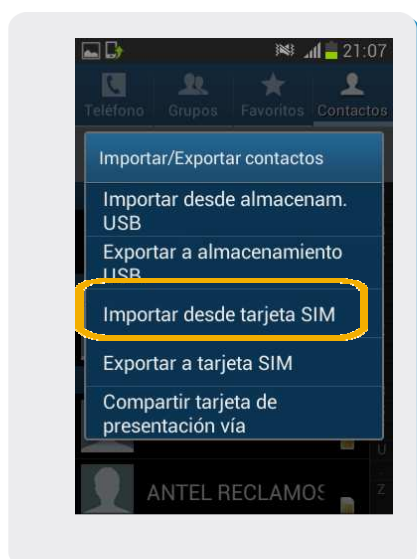 21:07
Teléfono Grupos Favoritos Contactos
Importar/Exportar contactos
Importar desde almacenam.
USB
Exportar a almacenamiento
USB
Importar desde tarjeta SIM
Exportar a tarjeta SIM
Compartir tarjeta de
presentación vía
U
ANTEL RECLAMOS
Z